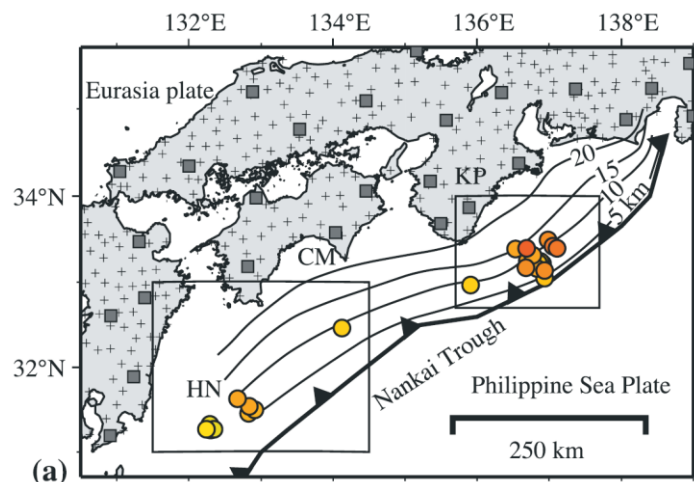 132°E 134°E 136°E 138°E
Eurasia plate
20
15
KP
10
34°N
5 km
CM
32°N
HN
Nankai Trough
Philippine Sea Plate
250 km
(a)